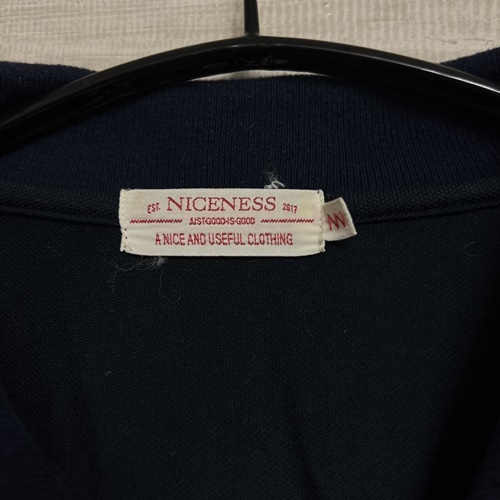 EST. NICENESS 2017
JUST-GOOD-IS-GOOD
A NICE AND USEFUL CLOTHING